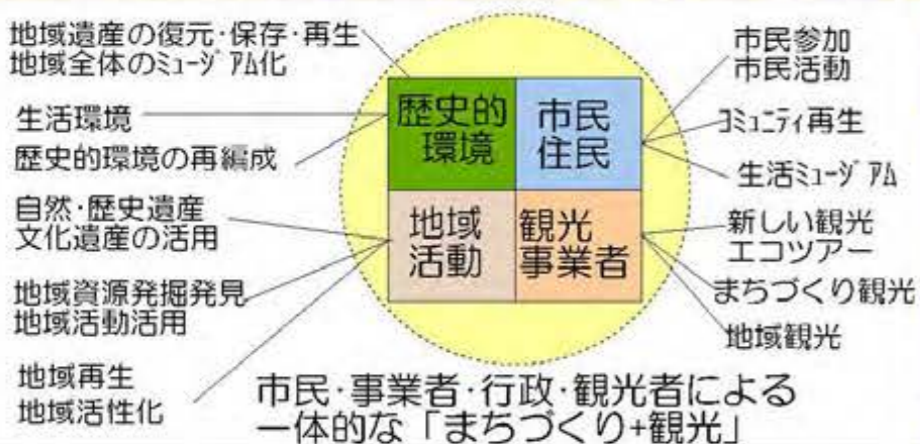 地域遺産の復元・保存・再生
地域全体のミュージアム化
生活環境
歴史的環境の再編成
自然・歴史遺産
文化遺産の活用
地域資源発掘発見
地域活動活用
地域再生
地域活性化
歴史的
環境
市民
住民
地域
活動
観光
事業者
市民参加
市民活動
コミュニティ再生
生活ミュージアム
新しい観光
エコツアー
まちづくり観光
地域観光
市民・事業者・行政・観光者による
一体的な「まちづくり+観光」